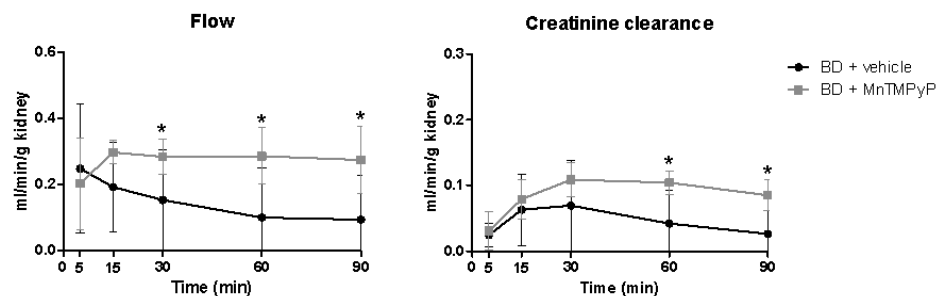 Flow
ml/min/g kidney
0.6
0.4
0.2
0.0
* * *
0 5 15 30 60 90
Time (min)
Creatinine clearance
ml/min/g kidney
0.3
0.2
0.1
0.0
* *
0 5 15 30 60 90
Time (min)
BD + vehicle
BD + MnTMPyP